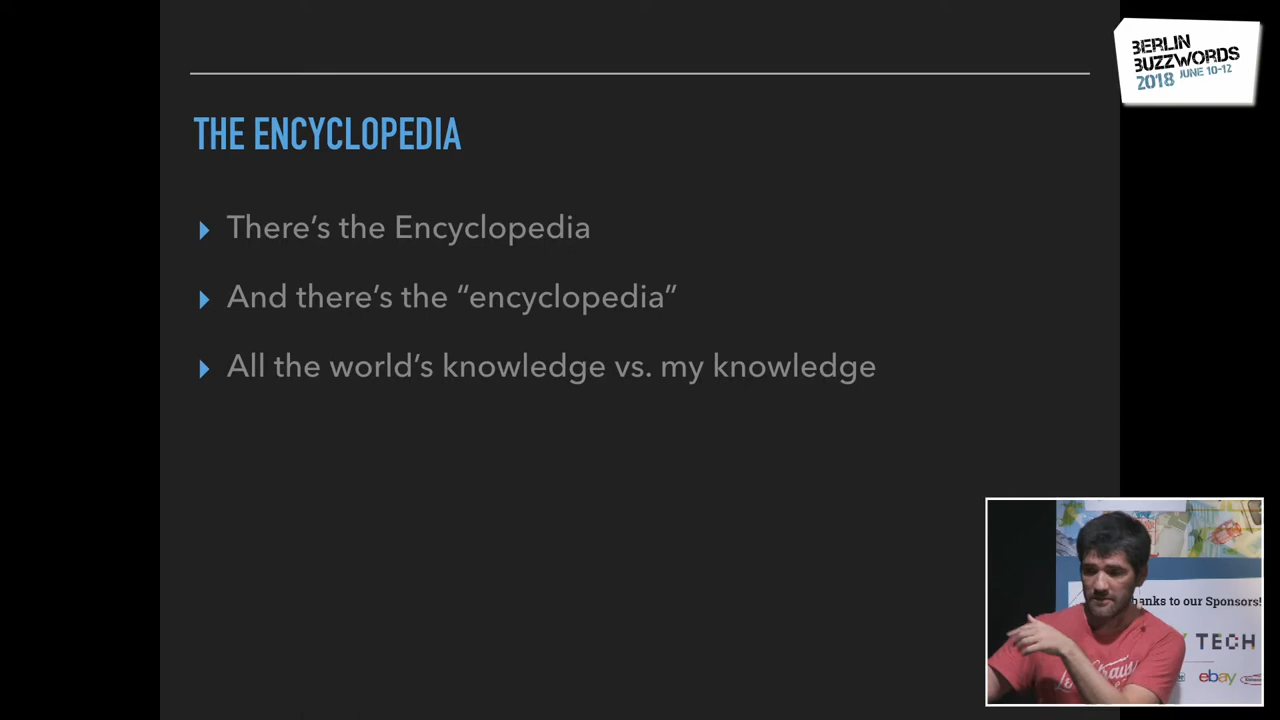 BERLIN
BUZZWORDS
2018 JUNE 10-12
THE ENCYCLOPEDIA
There’s the Encyclopedia
And there’s the “encyclopedia”
All the world’s knowledge vs. my knowledge
to our Sponsors!
TECH
ebay